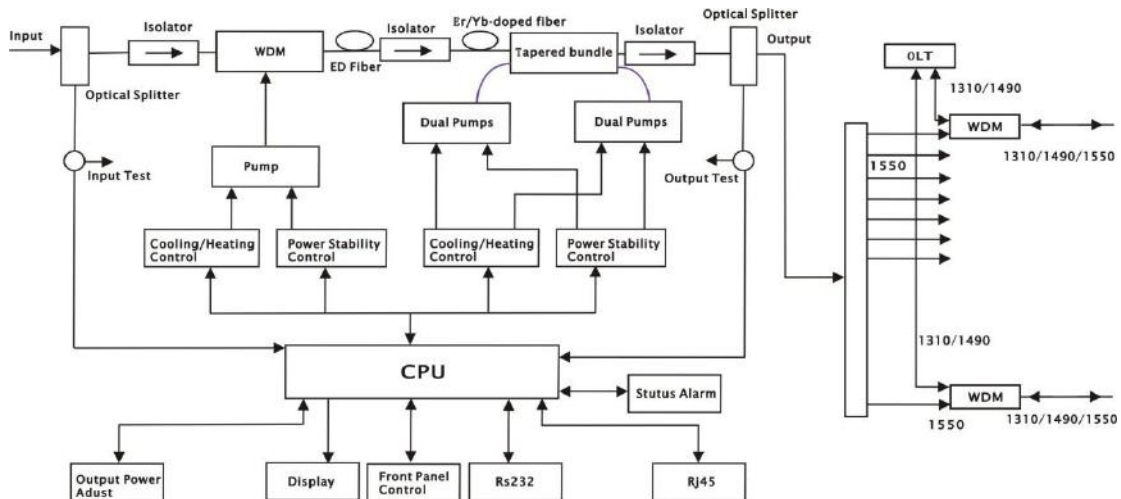 Input
Isolator
WDM
ED Fiber
Isolator
Er/Yb-doped fiber
Tapered bundle
Isolator
Optical Splitter
Output
Optical Splitter
OLT
1310/1490
WDM
1310/1490/1550
1550
Dual Pumps
Dual Pumps
Input Test
Pump
Output Test
Cooling/Heating
Control
Power Stability
Control
Cooling/Heating
Control
Power Stability
Control
1310/1490
CPU
Stutus Alarm
WDM
1550
1310/1490/1550
Output Power
Adust
Display
Front Panel
Control
Rs232
RJ45